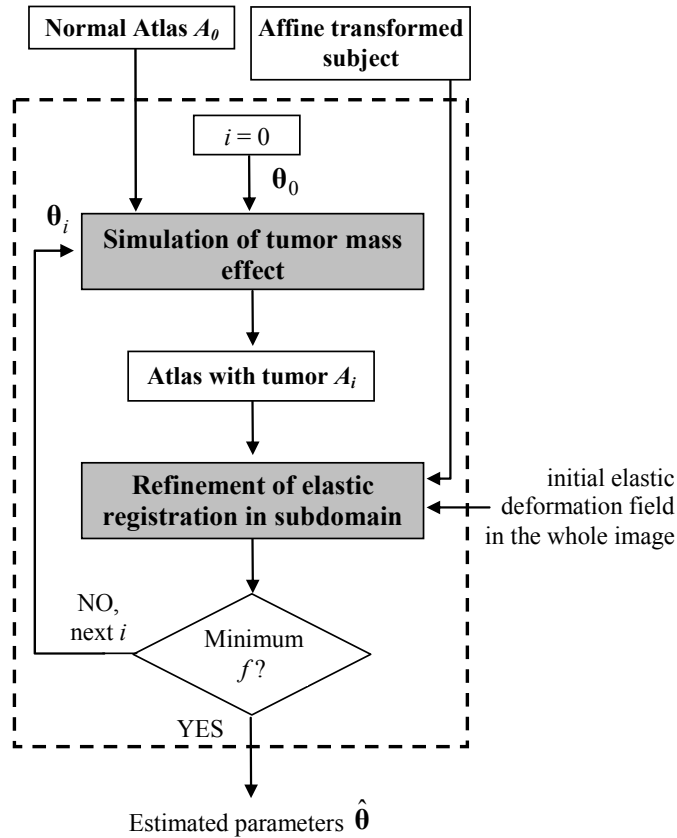 Normal Atlas A₀
Affine transformed
subject
i = 0
θ₀
θᵢ
Simulation of tumor mass
effect
Atlas with tumor Aᵢ
Refinement of elastic
registration in subdomain
initial elastic
deformation field
in the whole image
NO,
next i
Minimum
f ?
YES
Estimated parameters θ̂